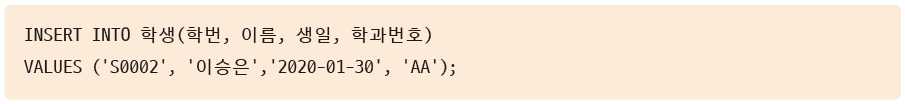 INSERT INTO 학생(학번, 이름, 생일, 학과번호)
VALUES ('S0002', '이승은','2020-01-30', 'AA');